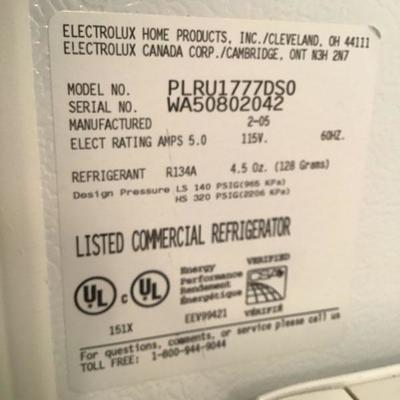 ELECTROLUX HOME PRODUCTS, INC./CLEVELAND, OH 44111
ELECTROLUX CANADA CORP./CAMBRIDGE, ONT N3H 2N7
MODEL NO. PLRU1777DS0
SERIAL NO. WA50802042
MANUFACTURED 2-05
ELECT RATING AMPS 5.0 115V. 60HZ.
REFRIGERANT R134A 4.5 Oz. (128 Grams)
Design Pressure LS 140 PSIG(965 KPa)
HS 320 PSIG(2206 KPa)
LISTED COMMERCIAL REFRIGERATOR
UL c UL
Energy
Performance
Rendement
Énergétique
VERIFIED
VÉRIFIÉ
151X EEV99421
For questions, comments, or service please call us
TOLL FREE: 1-800-944-9044